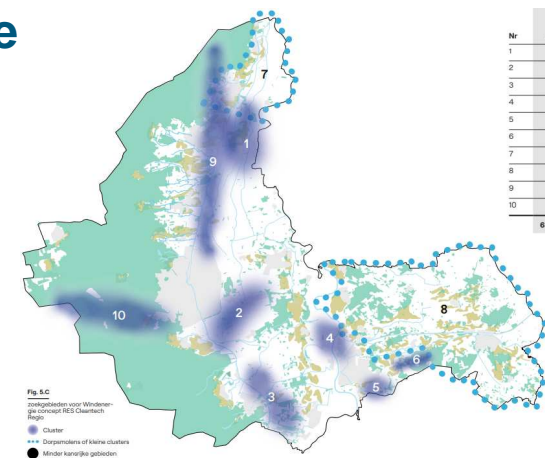 e
Nr
1
2
3
4
5
6
7
8
9
10
6
7
1
9
8
2
10
4
6
5
3
Fig. 5.C
zoekgebieden voor Windener-
gie concept RES Cleantech
Regio
Cluster
Dorpsmolens of kleine clusters
Minder kansrijke gebieden